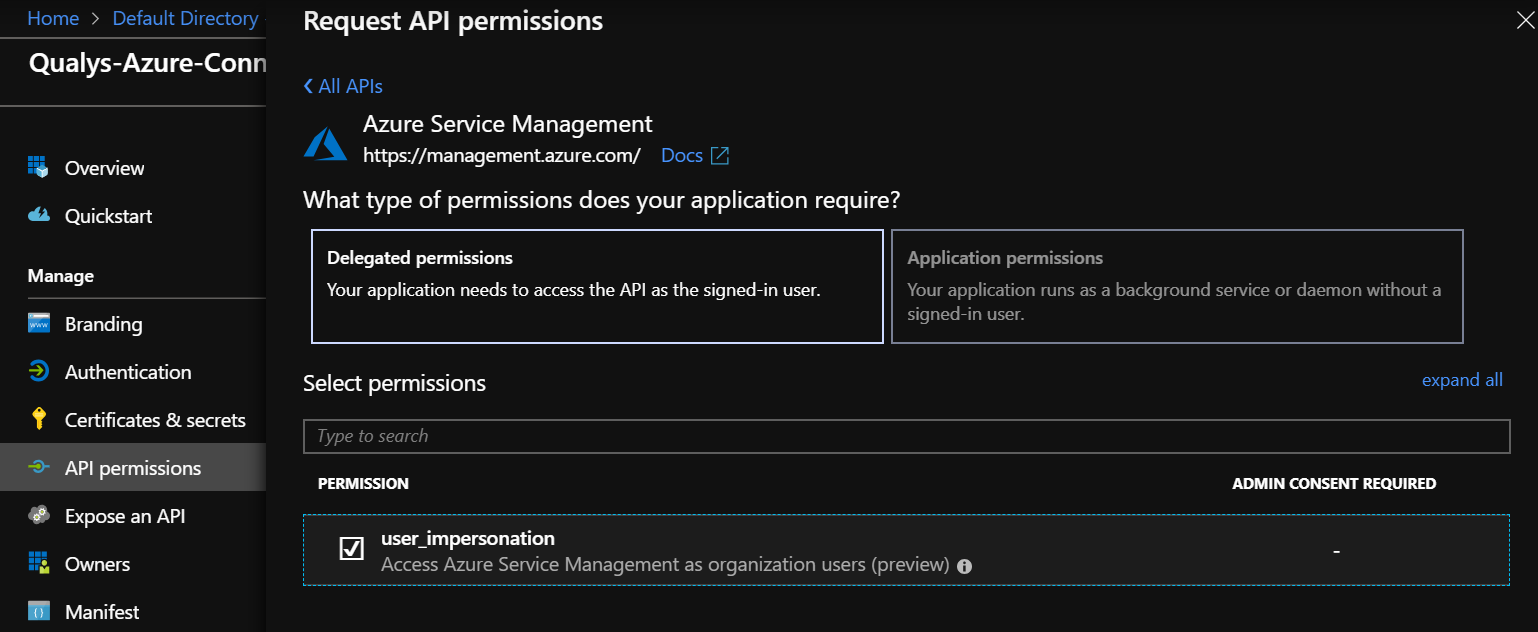 Home > Default Directory
Qualys-Azure-Conn
Overview
Quickstart
Manage
Branding
Authentication
Certificates & secrets
API permissions
Expose an API
Owners
Manifest
Request API permissions
All APIs
Azure Service Management
https://management.azure.com/ Docs
What type of permissions does your application require?
Delegated permissions
Your application needs to access the API as the signed-in user.
Application permissions
Your application runs as a background service or daemon without a
signed-in user.
Select permissions
expand all
Type to search
PERMISSION ADMIN CONSENT REQUIRED
user_impersonation
Access Azure Service Management as organization users (preview)
-